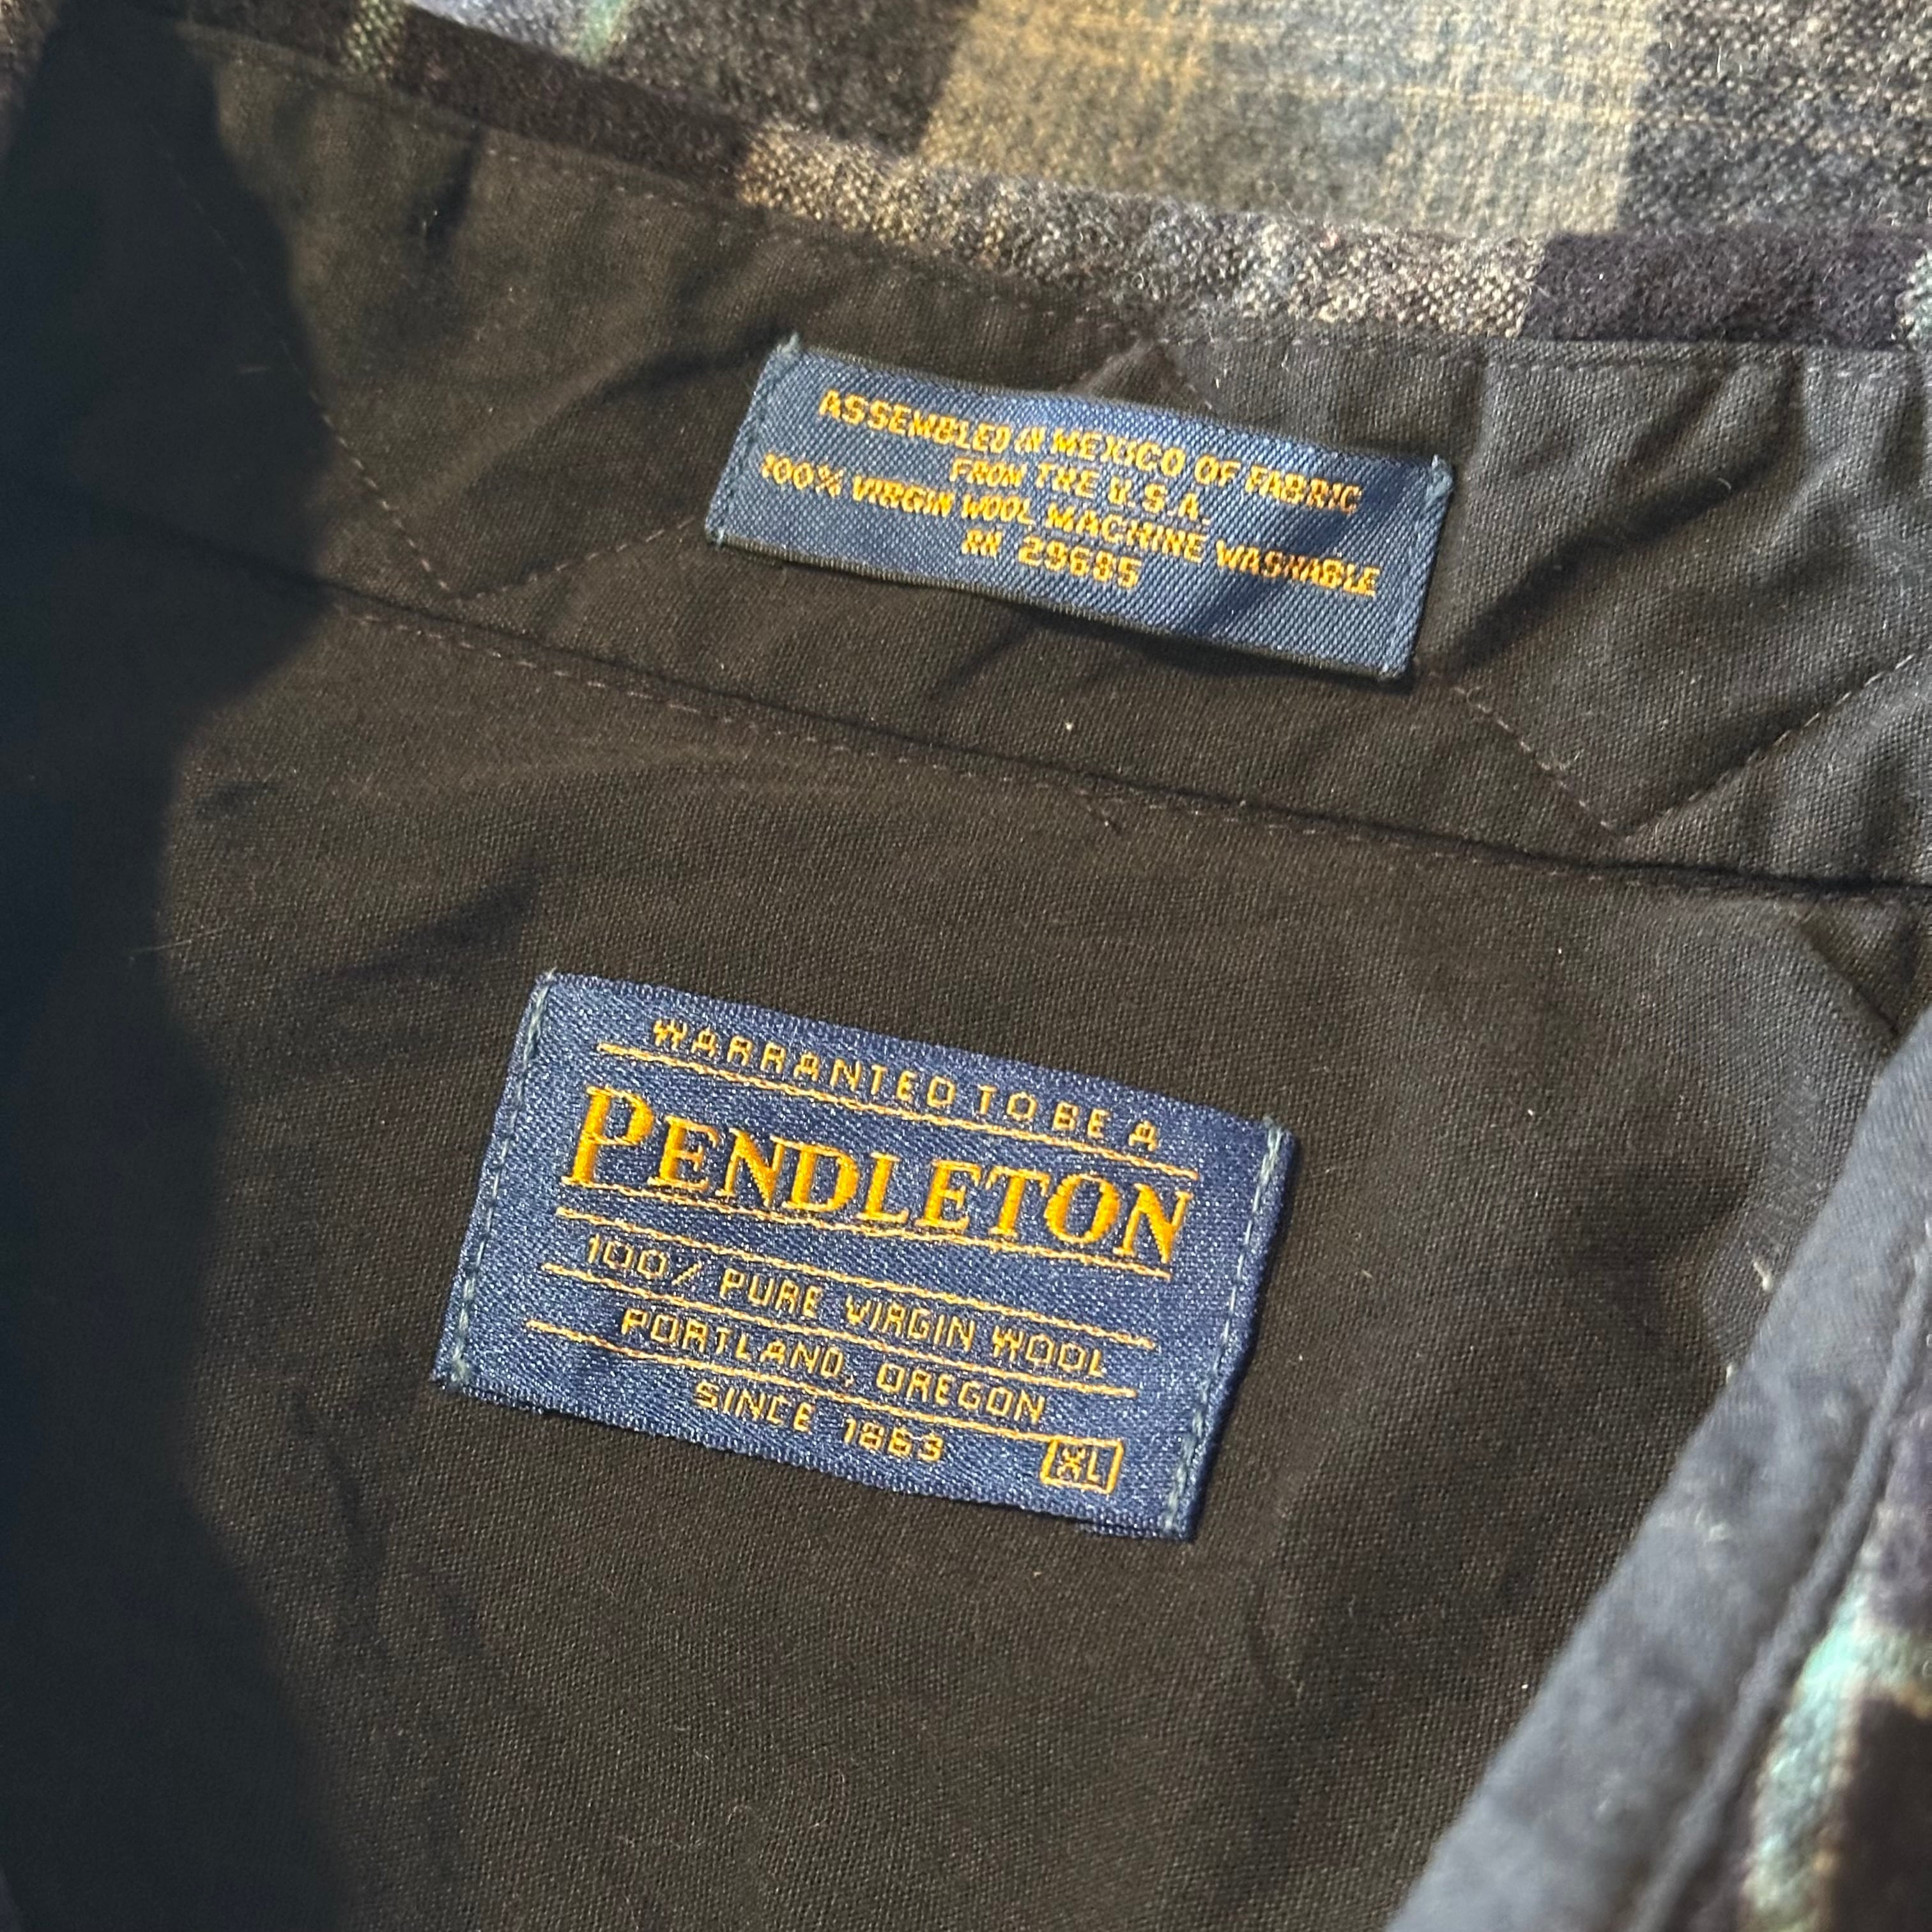 ASSEMBLED IN MEXICO OF FABRIC
FROM THE U.S.A.
100% VIRGIN WOOL MACHINE WASHABLE
RN 29685
WARRANTED TO BE A
PENDLETON
100% PURE VIRGIN WOOL
PORTLAND, OREGON
SINCE 1863
XL